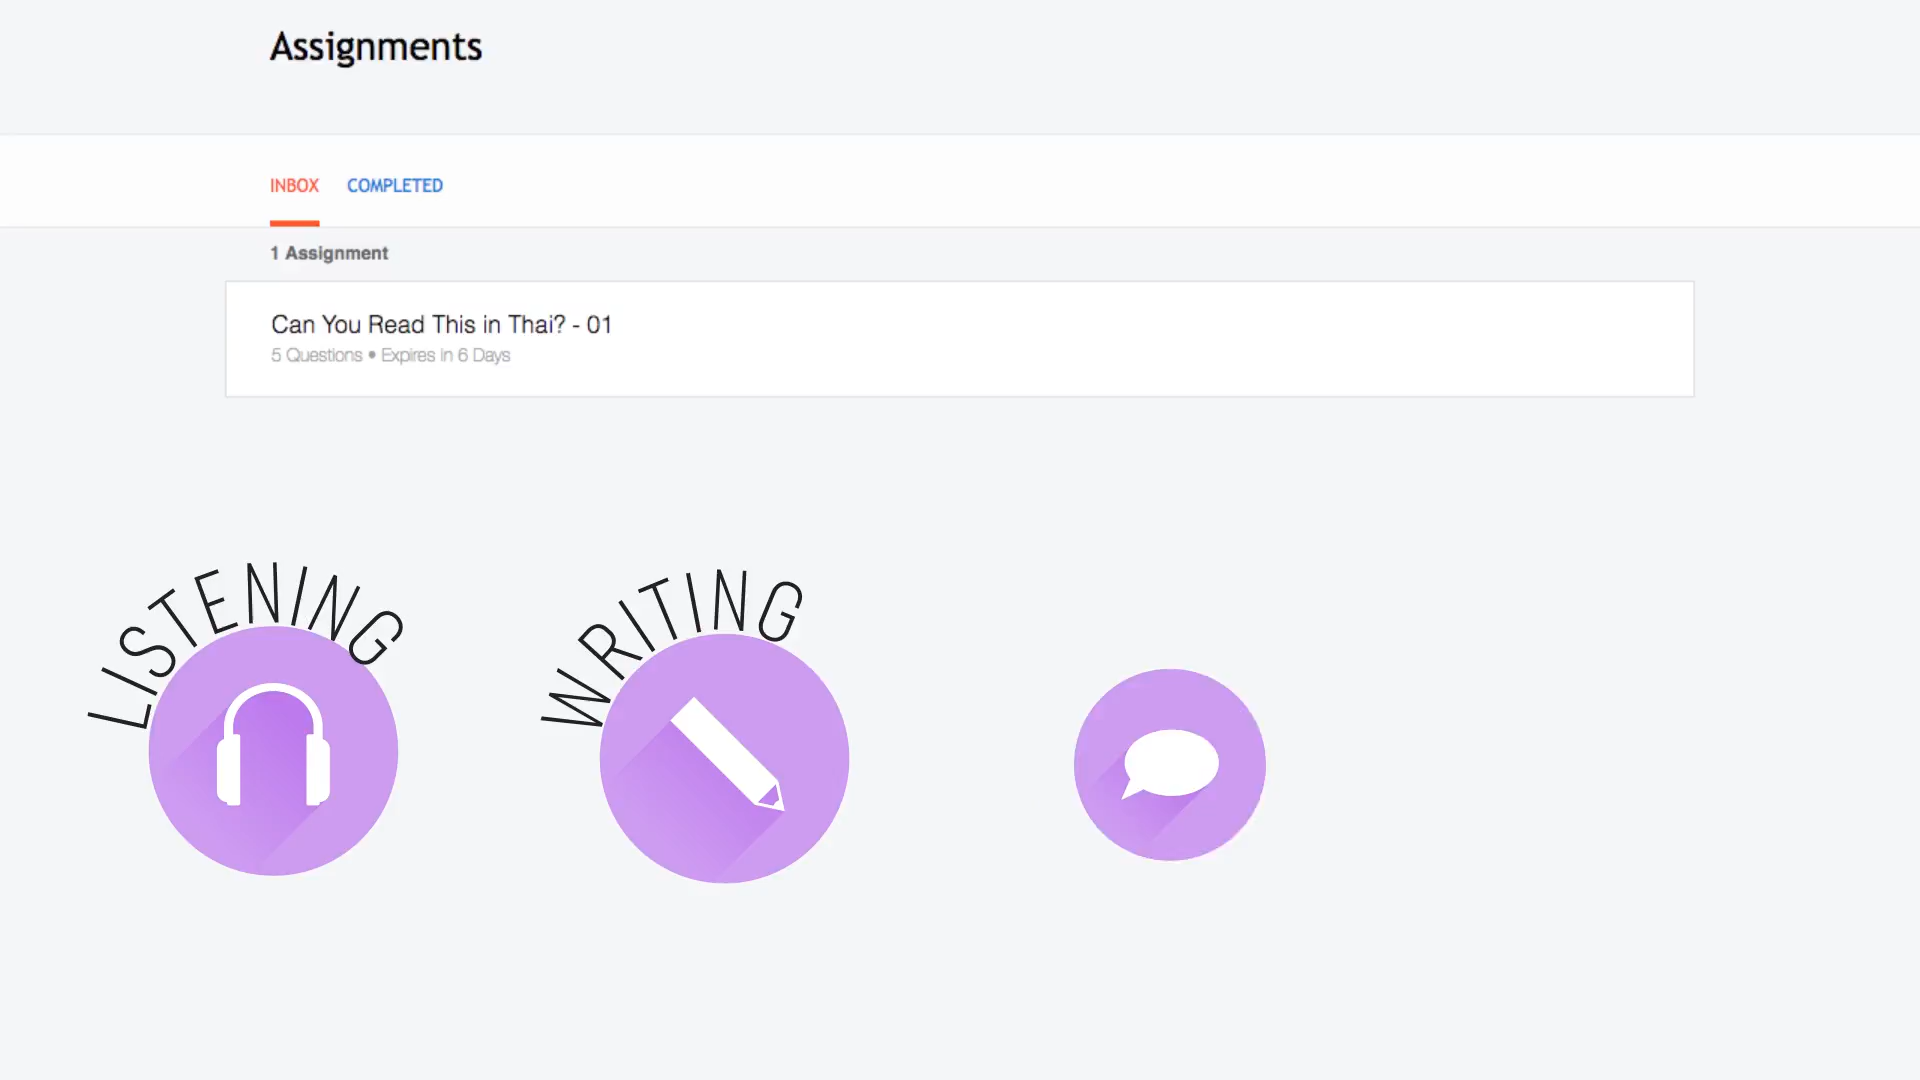 Assignments
INBOX COMPLETED
1 Assignment
Can You Read This in Thai? - 01
5 Questions • Expires in 6 Days
LISTENING
WRITING